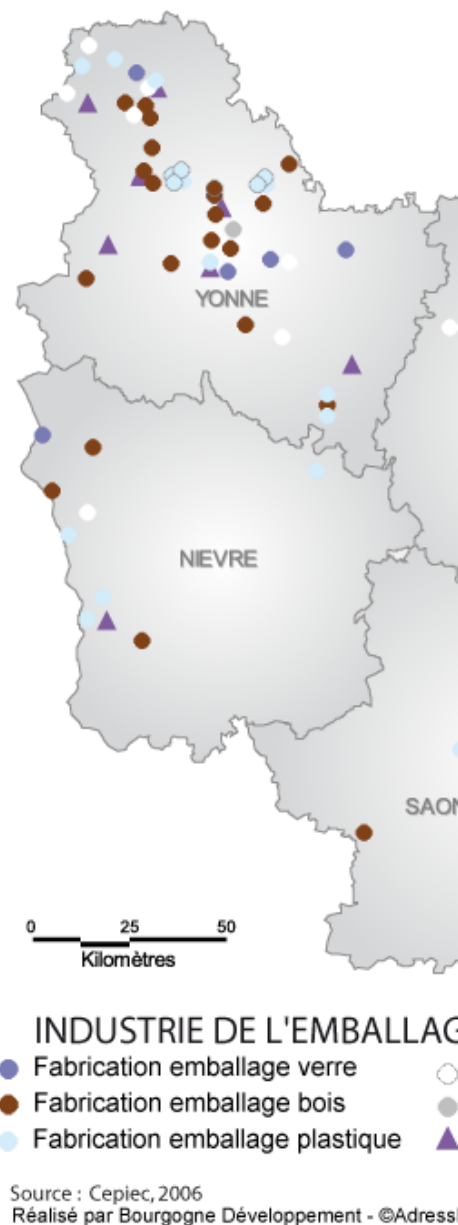 YONNE
NIEVRE
SAON
0 25 50
Kilomètres
INDUSTRIE DE L'EMBALLAG
Fabrication emballage verre
Fabrication emballage bois
Fabrication emballage plastique
Source : Cepiec, 2006
Réalisé par Bourgogne Développement - ©Adress